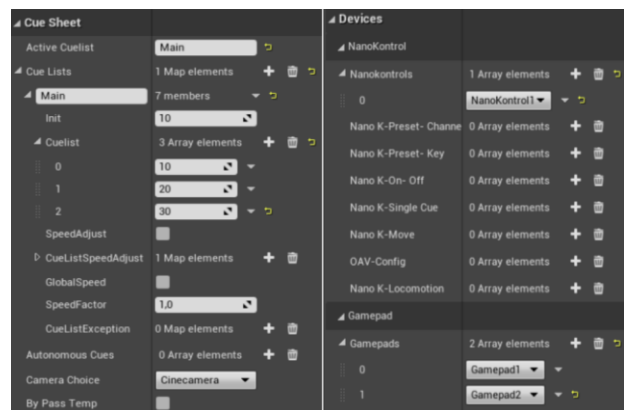 Cue Sheet
Active Cuelist Main
Cue Lists 1 Map elements
Main 7 members
Init 10
Cuelist 3 Array elements
0 10
1 20
2 30
SpeedAdjust
CueListSpeedAdjust 1 Map elements
GlobalSpeed
SpeedFactor 1,0
CueListException 0 Map elements
Autonomous Cues 0 Array elements
Camera Choice Cinecamera
By Pass Temp
Devices
NanoKontrol
Nanokontrols 1 Array elements
0 NanoKontrol1
Nano K-Preset- Channe 0 Array elements
Nano K-Preset- Key 0 Array elements
Nano K-On- Off 0 Array elements
Nano K-Single Cue 0 Array elements
Nano K-Move 0 Array elements
OAV-Config 0 Array elements
Nano K-Locomotion 0 Array elements
Gamepad
Gamepads 2 Array elements
0 Gamepad1
1 Gamepad2